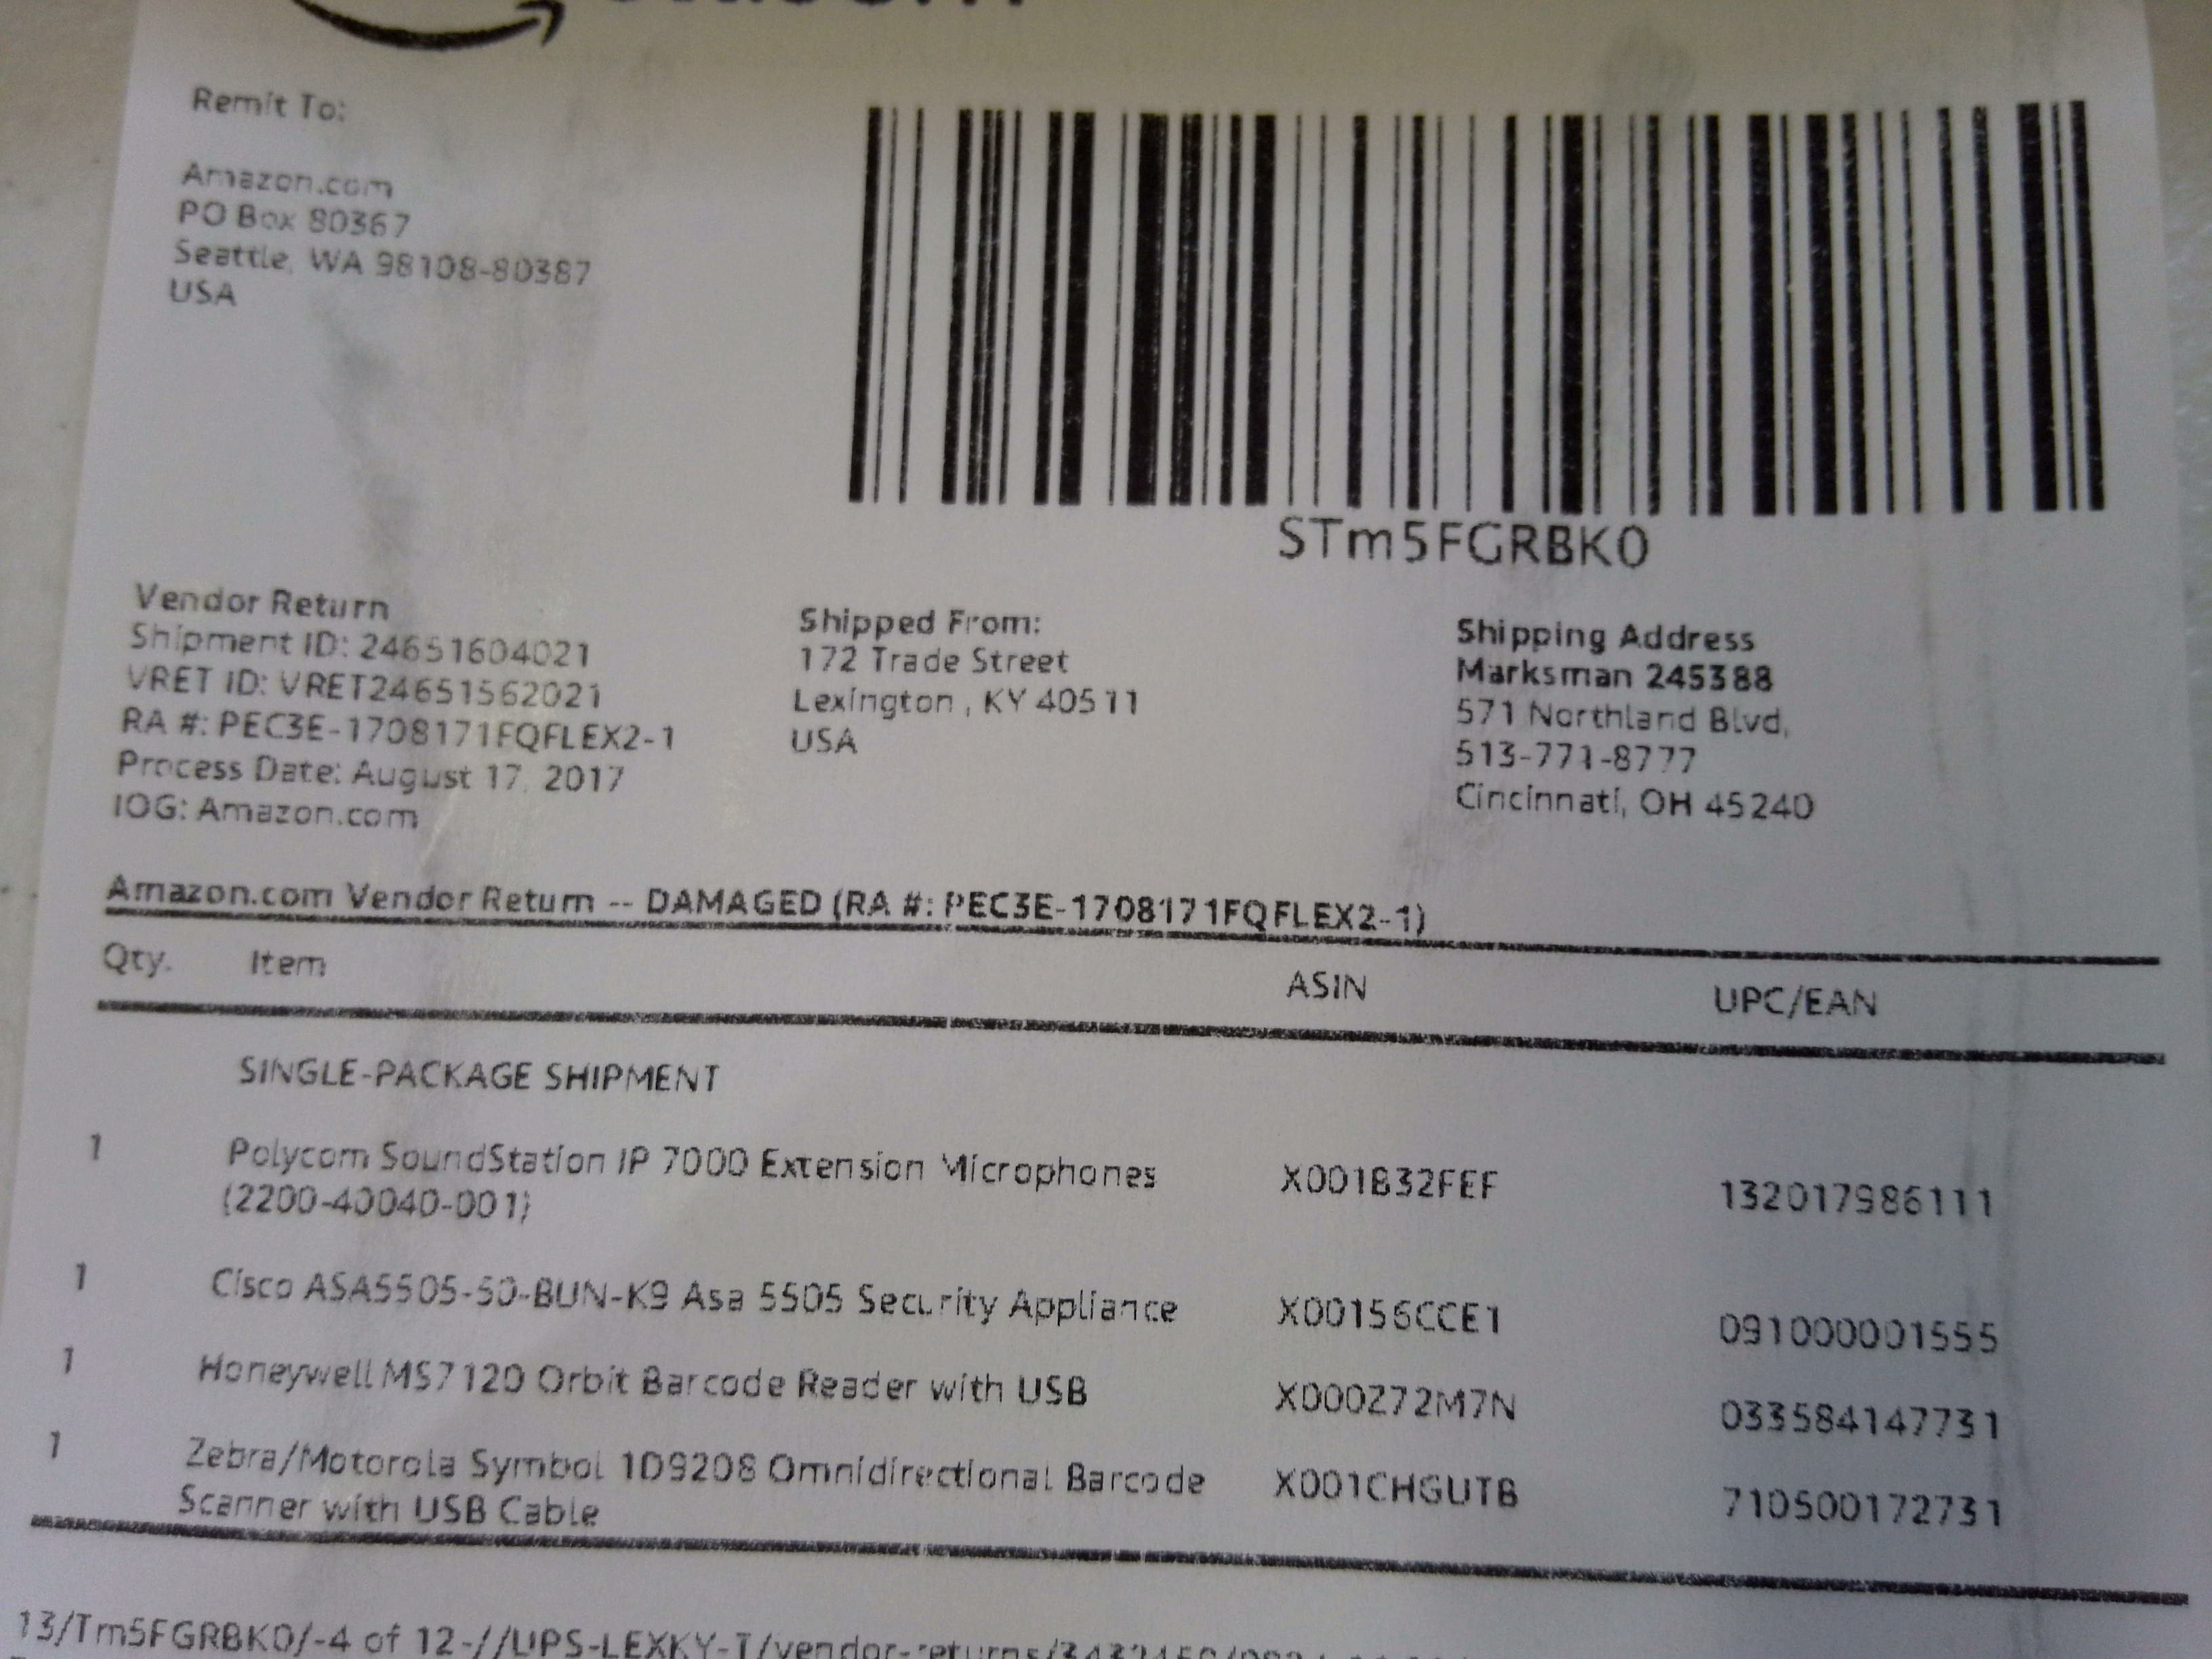 Remit To:
Amazon.com
PO Box 80367
Seattle, WA 98108-80387
USA
STm5FGRBK0
Vendor Return
Shipment ID: 24651604021
VRET ID: VRET24651562021
RA #: PEC3E-1708171FQFLEX2-1
Process Date: August 17, 2017
IOG: Amazon.com
Shipped From:
172 Trade Street
Lexington , KY 40511
USA
Shipping Address
Marksman 245388
571 Northland Blvd,
513-771-8777
Cincinnati, OH 45240
Amazon.com Vendor Return -- DAMAGED (RA #: PEC3E-1708171FQFLEX2-1)
Qty. Item ASIN UPC/EAN
SINGLE-PACKAGE SHIPMENT
1 Polycom SoundStation IP 7000 Extension Microphones X001B32FEF 132017986111
(2200-40040-001)
1 Cisco ASA5505-50-BUN-K9 Asa 5505 Security Appliance X00156CCE1 091000001555
1 Honeywell MS7120 Orbit Barcode Reader with USB X000Z72M7N 033584147731
1 Zebra/Motorola Symbol 1D9208 Omnidirectional Barcode X001CHGUTB 710500172731
Scanner with USB Cable
13/Tm5FGRBK0/-4 of 12-//UPS-LEXKY-T/vendor-returns/